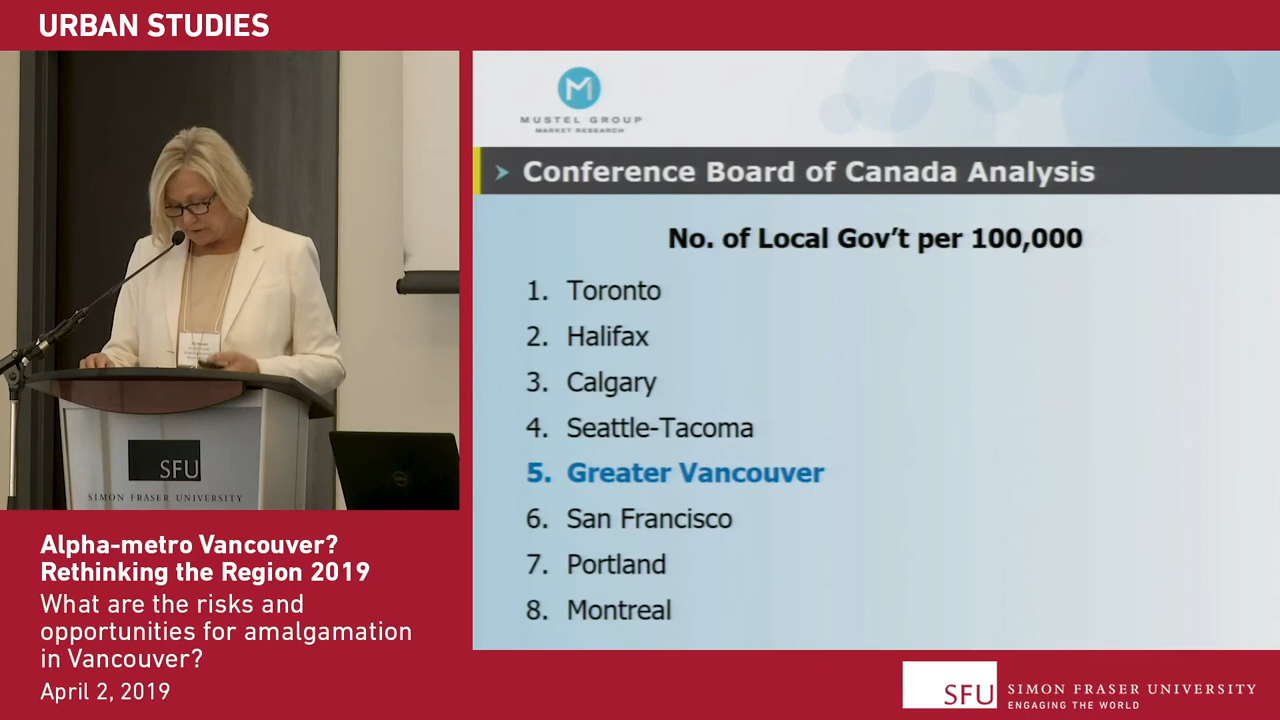 URBAN STUDIES
MUSTEL GROUP
MARKET RESEARCH
Conference Board of Canada Analysis
No. of Local Gov't per 100,000
1. Toronto
2. Halifax
3. Calgary
4. Seattle-Tacoma
5. Greater Vancouver
6. San Francisco
7. Portland
8. Montreal
SFU
SIMON FRASER UNIVERSITY
Alpha-metro Vancouver?
Rethinking the Region 2019
What are the risks and
opportunities for amalgamation
in Vancouver?
April 2, 2019
SFU
SIMON FRASER UNIVERSITY
ENGAGING THE WORLD